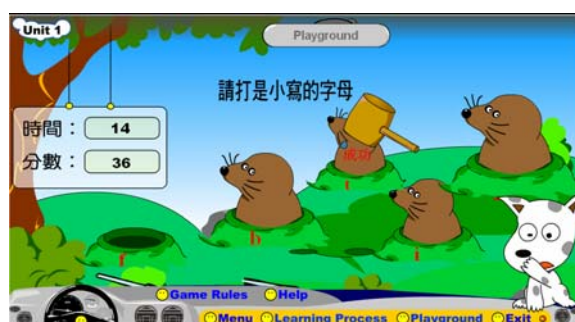 Unit 1
Playground
請打是小寫的字母
時間： 14
分數： 36
成功
h
i
Game Rules Help
Menu Learning Process Playground Exit